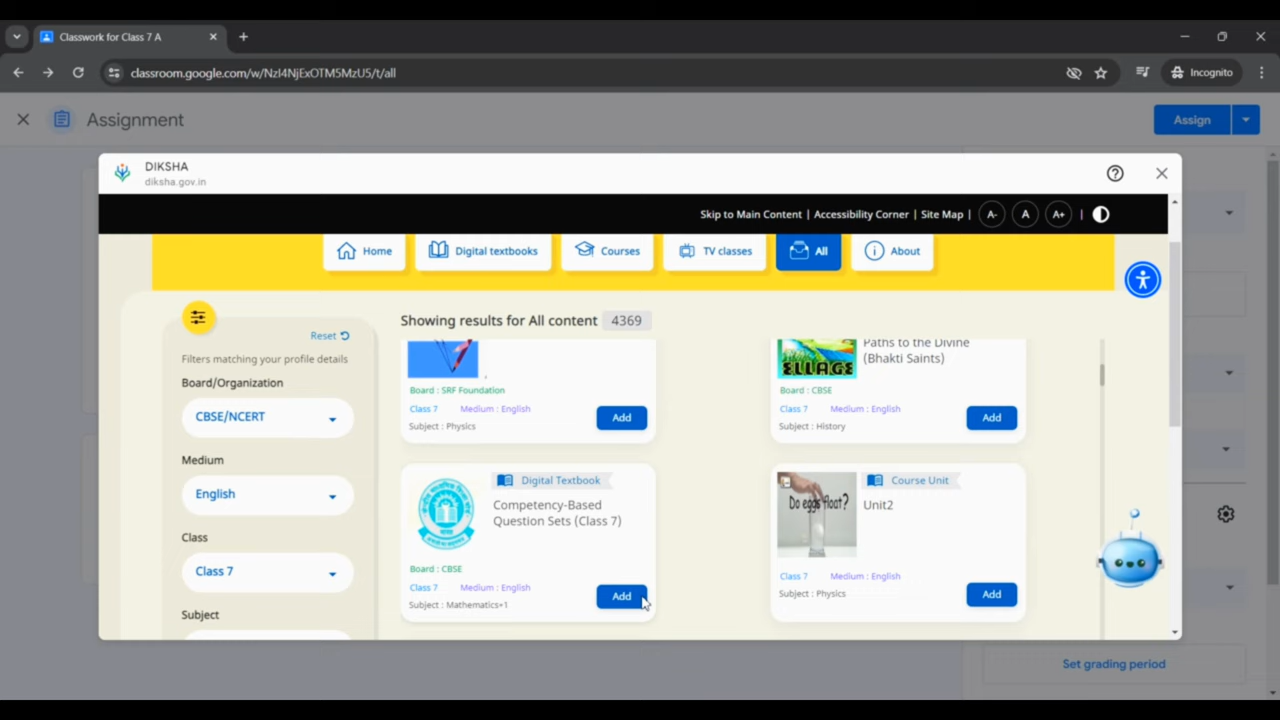 Classwork for Class 7 A
classroom.google.com/w/NzI4NjExOTM5MzU5/t/all
Incognito
Assignment
Assign
DIKSHA
diksha.gov.in
Skip to Main Content | Accessibility Corner | Site Map | A- A A+ |
Home
Digital textbooks
Courses
TV classes
All
About
Showing results for All content 4369
Reset
Filters matching your profile details
Board/Organization
CBSE/NCERT
Medium
English
Class
Class 7
Subject
Board : SRF Foundation
Class 7 Medium : English
Subject : Physics
Add
Paths to the Divine
(Bhakti Saints)
ELLAGE
Board : CBSE
Class 7 Medium : English
Subject : History
Add
Digital Textbook
Competency-Based
Question Sets (Class 7)
Board : CBSE
Class 7 Medium : English
Subject : Mathematics+1
Add
Do eggs float?
Course Unit
Unit2
Class 7 Medium : English
Subject : Physics
Add
Set grading period